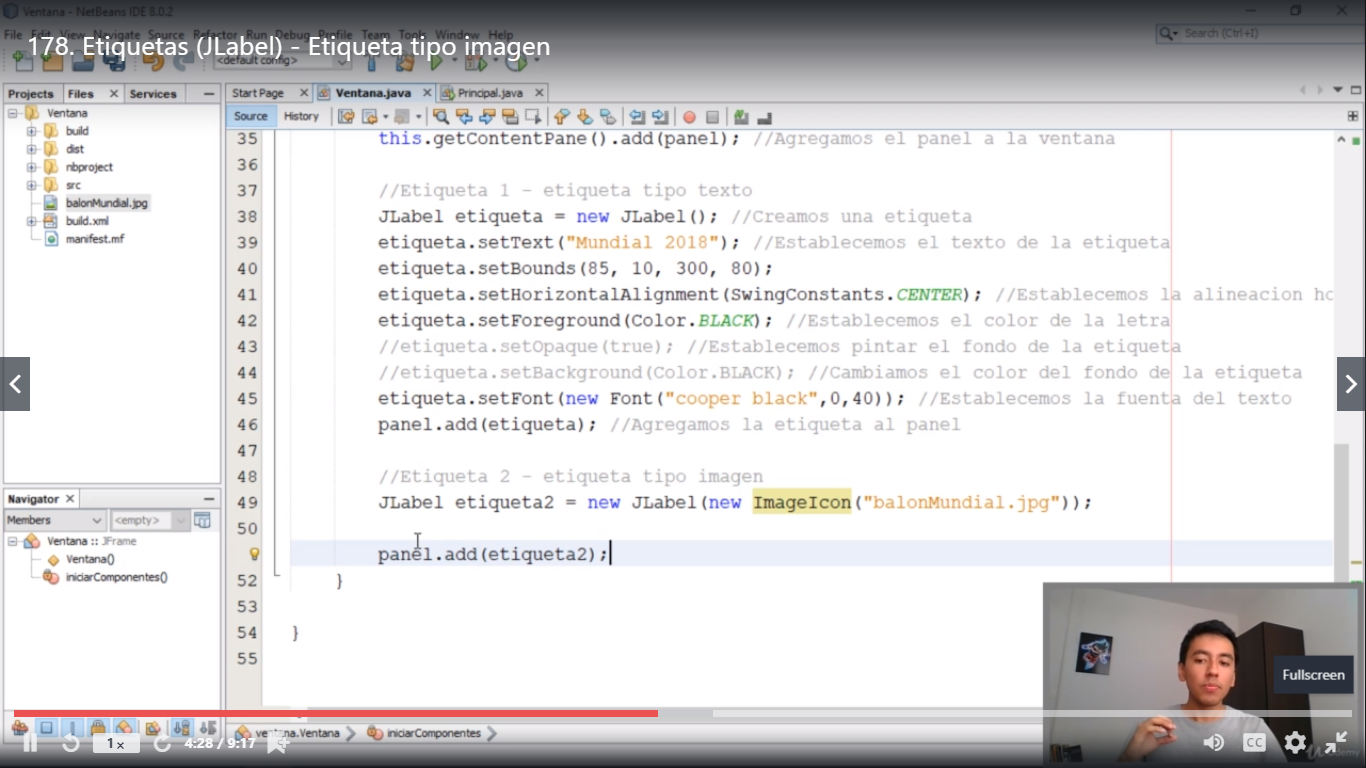 Ventana - NetBeans IDE 8.0.2
File Edit View Navigate Source Refactor Run Debug Profile Team Tools Window Help
Search (Ctrl+I)
178. Etiquetas (JLabel) - Etiqueta tipo imagen
<default config>
Projects Files Services
Start Page Ventana.java Principal.java
Source History
Ventana
build
dist
nbproject
src
balonMundial.jpg
build.xml
manifest.mf
35 this.getContentPane().add(panel); //Agregamos el panel a la ventana
36
37 //Etiqueta 1 - etiqueta tipo texto
38 JLabel etiqueta = new JLabel(); //Creamos una etiqueta
39 etiqueta.setText("Mundial 2018"); //Establecemos el texto de la etiqueta
40 etiqueta.setBounds(85, 10, 300, 80);
41 etiqueta.setHorizontalAlignment(SwingConstants.CENTER); //Establecemos la alineacion ho
42 etiqueta.setForeground(Color.BLACK); //Establecemos el color de la letra
43 //etiqueta.setOpaque(true); //Establecemos pintar el fondo de la etiqueta
44 //etiqueta.setBackground(Color.BLACK); //Cambiamos el color del fondo de la etiqueta
45 etiqueta.setFont(new Font("cooper black",0,40)); //Establecemos la fuenta del texto
46 panel.add(etiqueta); //Agregamos la etiqueta al panel
47
48 //Etiqueta 2 - etiqueta tipo imagen
49 JLabel etiqueta2 = new JLabel(new ImageIcon("balonMundial.jpg"));
50
panel.add(etiqueta2);
52 }
53
54 }
55
Navigator
Members <empty>
Ventana :: JFrame
Ventana()
iniciarComponentes()
Fullscreen
ventana.Ventana iniciarComponentes
1x 4:28 / 9:17 CC